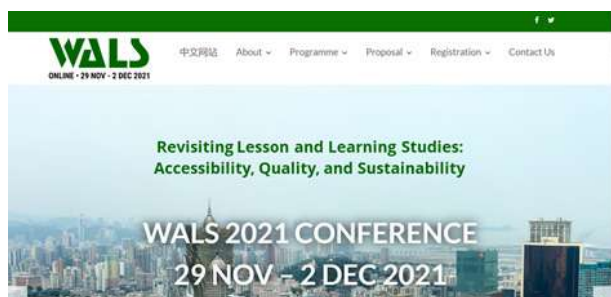 WALS
ONLINE • 29 NOV - 2 DEC 2021
中文网站 About Programme Proposal Registration Contact Us
Revisiting Lesson and Learning Studies:
Accessibility, Quality, and Sustainability
WALS 2021 CONFERENCE
29 NOV – 2 DEC 2021